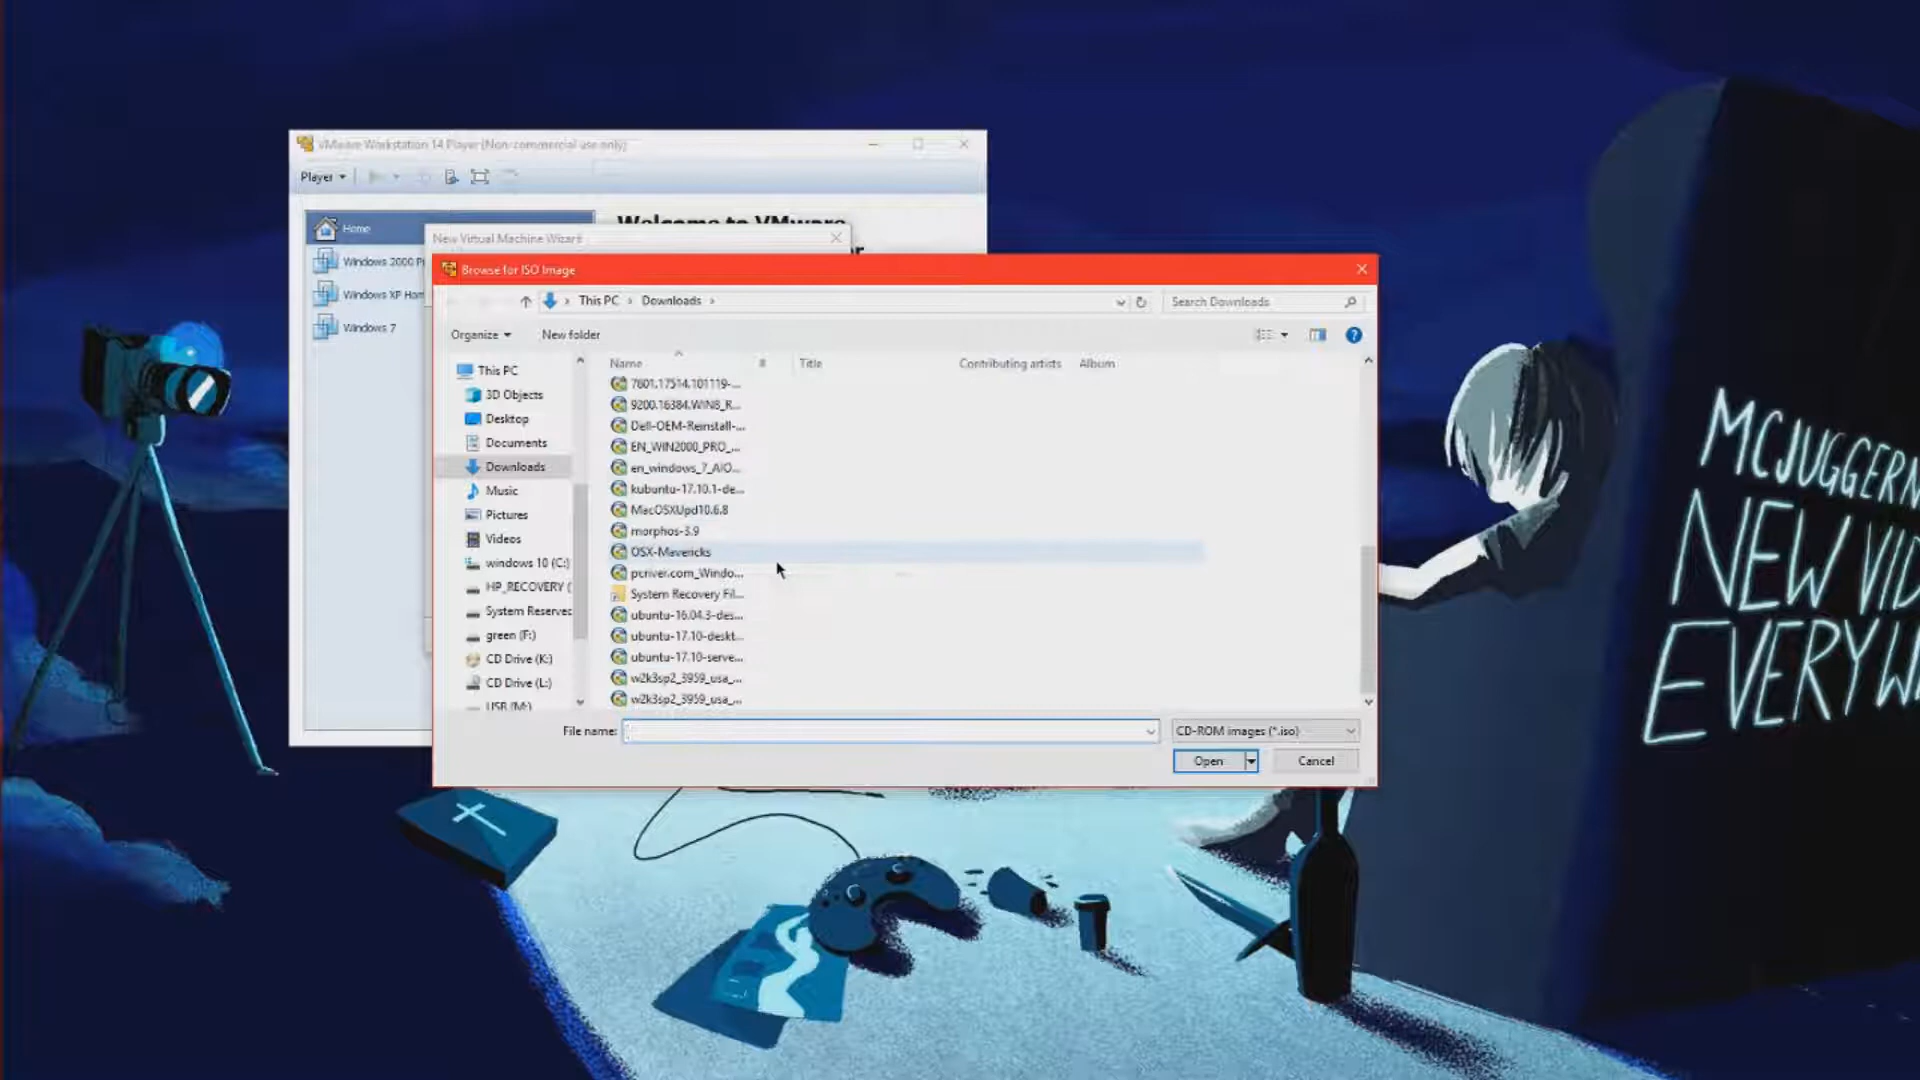 VMware Workstation 14 Player (Non-commercial use only)
Player
Welcome to VMware
Home
New Virtual Machine Wizard
Windows 2000 P
Windows XP Hom
Windows 7
Browse for ISO Image
This PC > Downloads >
Search Downloads
Organize
New folder
Name
#
Title
Contributing artists
Album
This PC
3D Objects
Desktop
Documents
Downloads
Music
Pictures
Videos
windows 10 (C:)
HP_RECOVERY (
System Reserved
green (F:)
CD Drive (K:)
CD Drive (L:)
USB (M:)
7601.17514.101119-...
9200.16384.WIN8_R...
Dell-OEM-Reinstall-...
EN_WIN2000_PRO_...
en_windows_7_AIO...
kubuntu-17.10.1-de...
MacOSXUpd10.6.8
morphos-3.9
OSX-Mavericks
pcriver.com_Windo...
System Recovery Fil...
ubuntu-16.04.3-des...
ubuntu-17.10-deskt...
ubuntu-17.10-serve...
w2k3sp2_3959_usa_...
w2k3sp2_3959_usa_...
File name:
CD-ROM images (*.iso)
Open
Cancel
MCJUGGERN
NEW VID
EVERY W